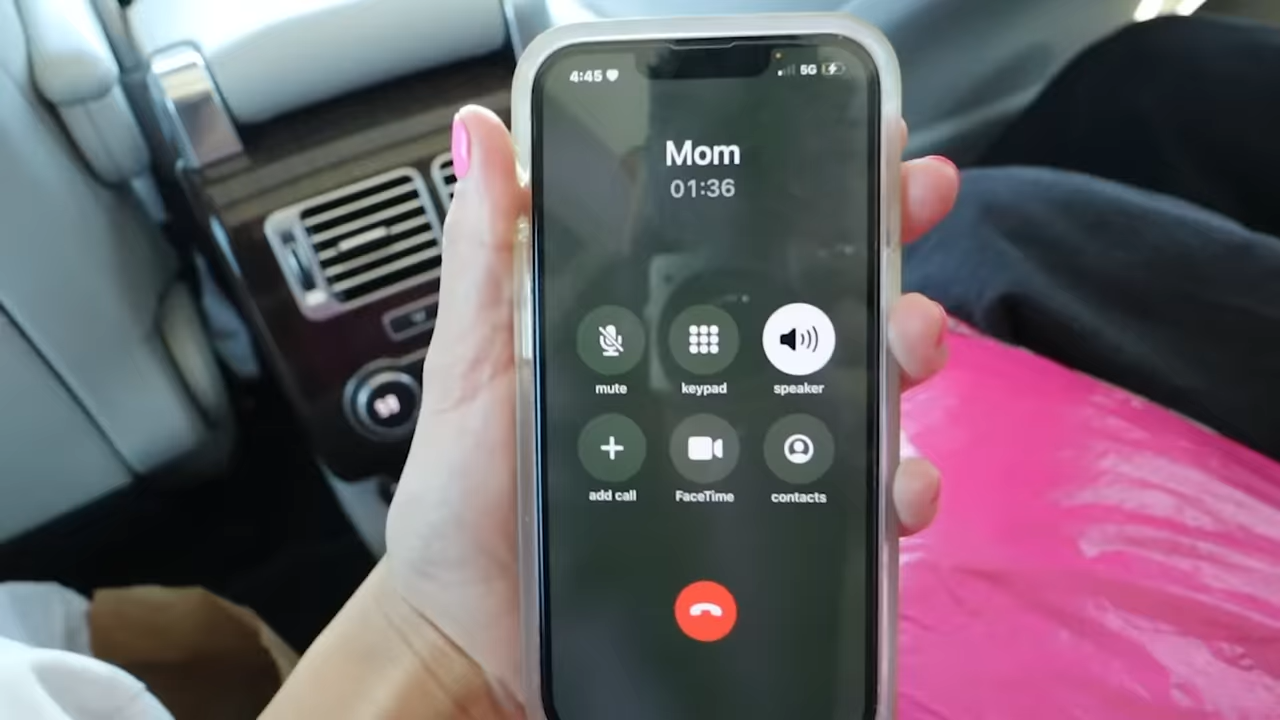 4:45
5G
Mom
01:36
mute
keypad
speaker
add call
FaceTime
contacts